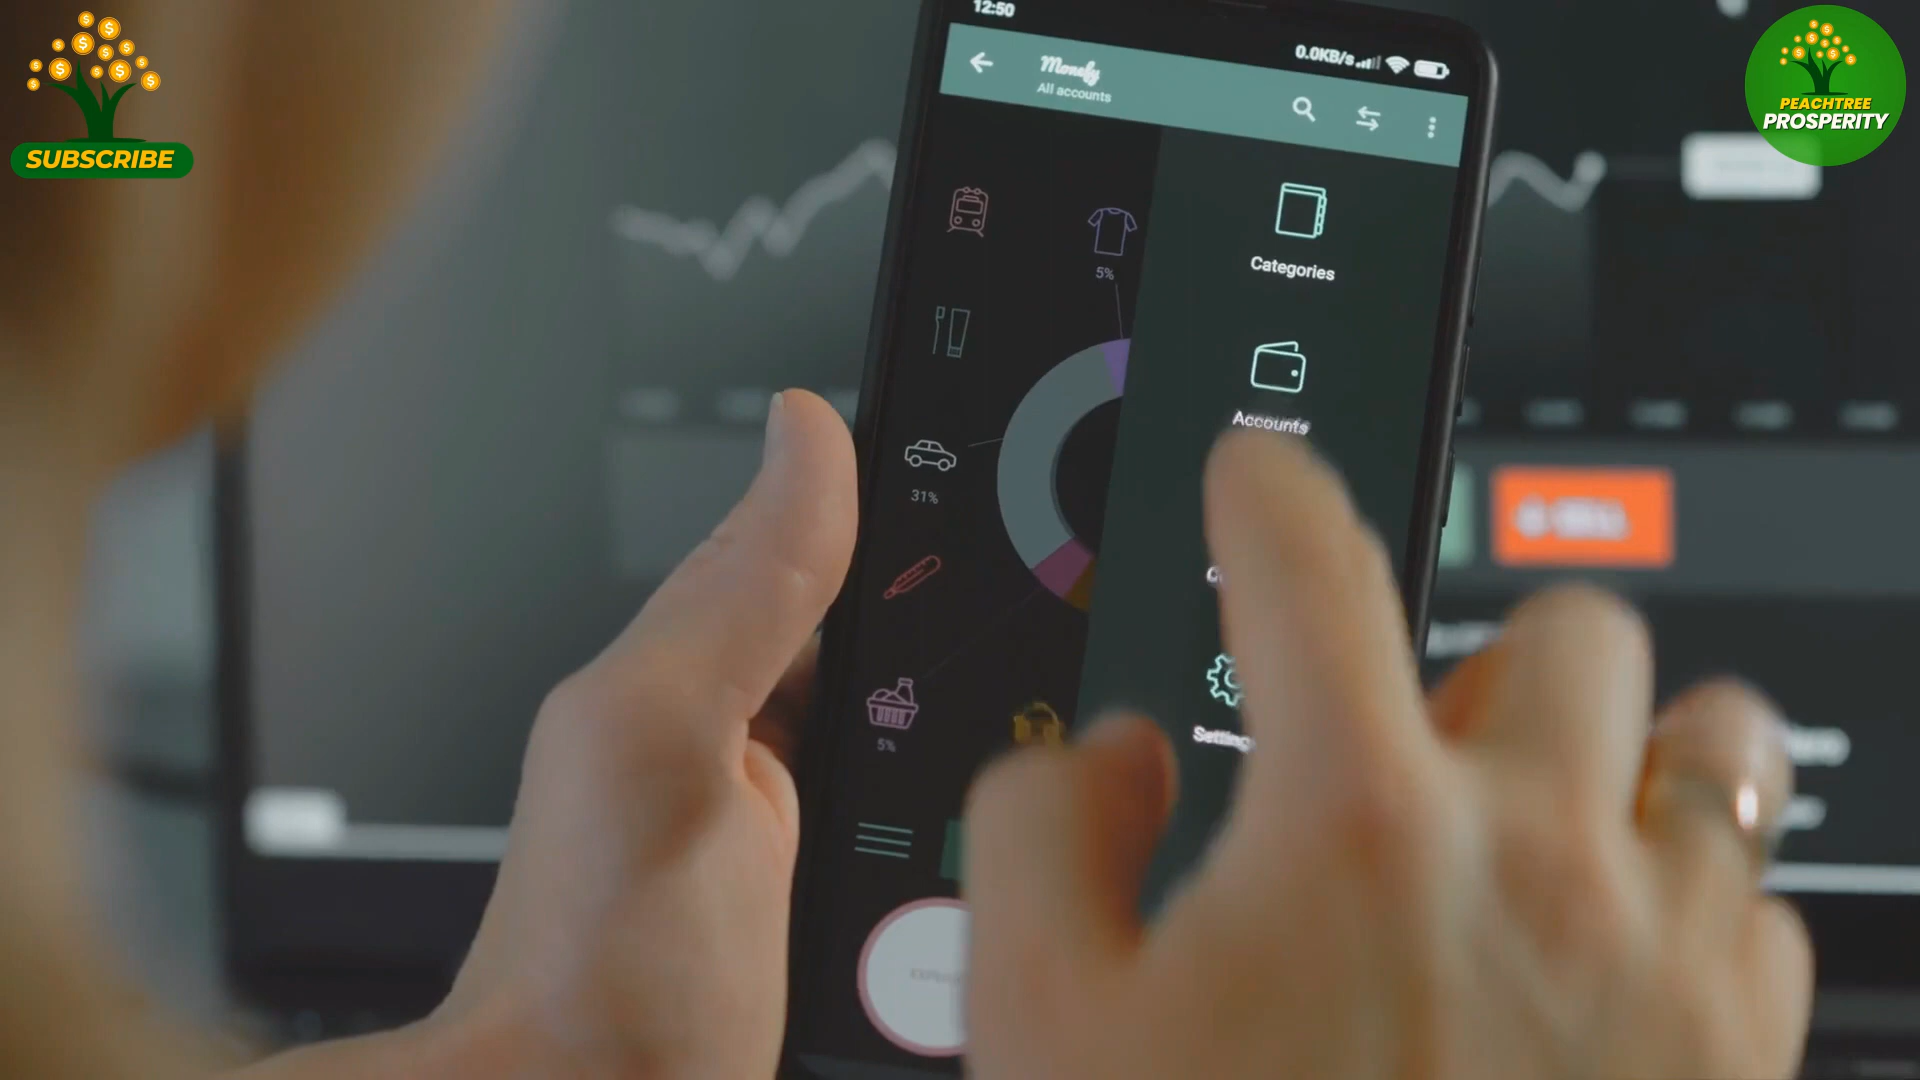 SUBSCRIBE
PEACHTREE
PROSPERITY
12:50
0.0KB/s
Monefy
All accounts
Categories
5%
Accounts
31%
5%